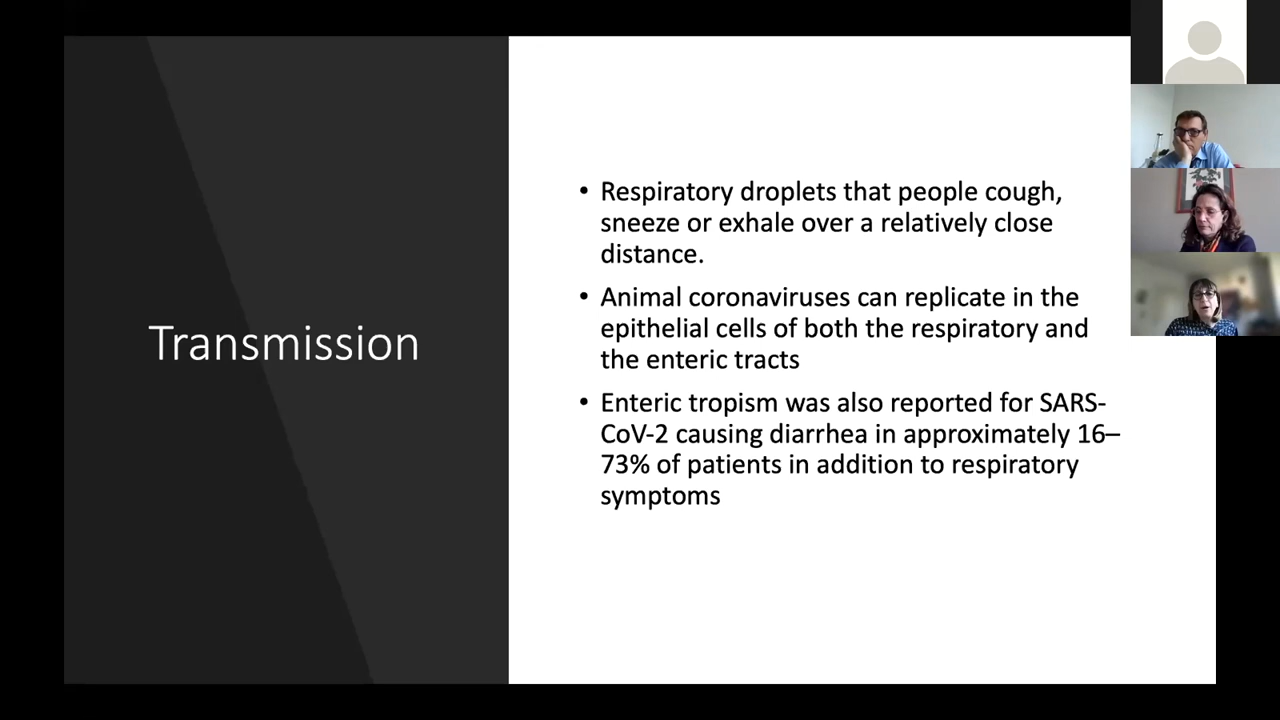 Transmission
• Respiratory droplets that people cough,
sneeze or exhale over a relatively close
distance.
• Animal coronaviruses can replicate in the
epithelial cells of both the respiratory and
the enteric tracts
• Enteric tropism was also reported for SARS-
CoV-2 causing diarrhea in approximately 16–
73% of patients in addition to respiratory
symptoms